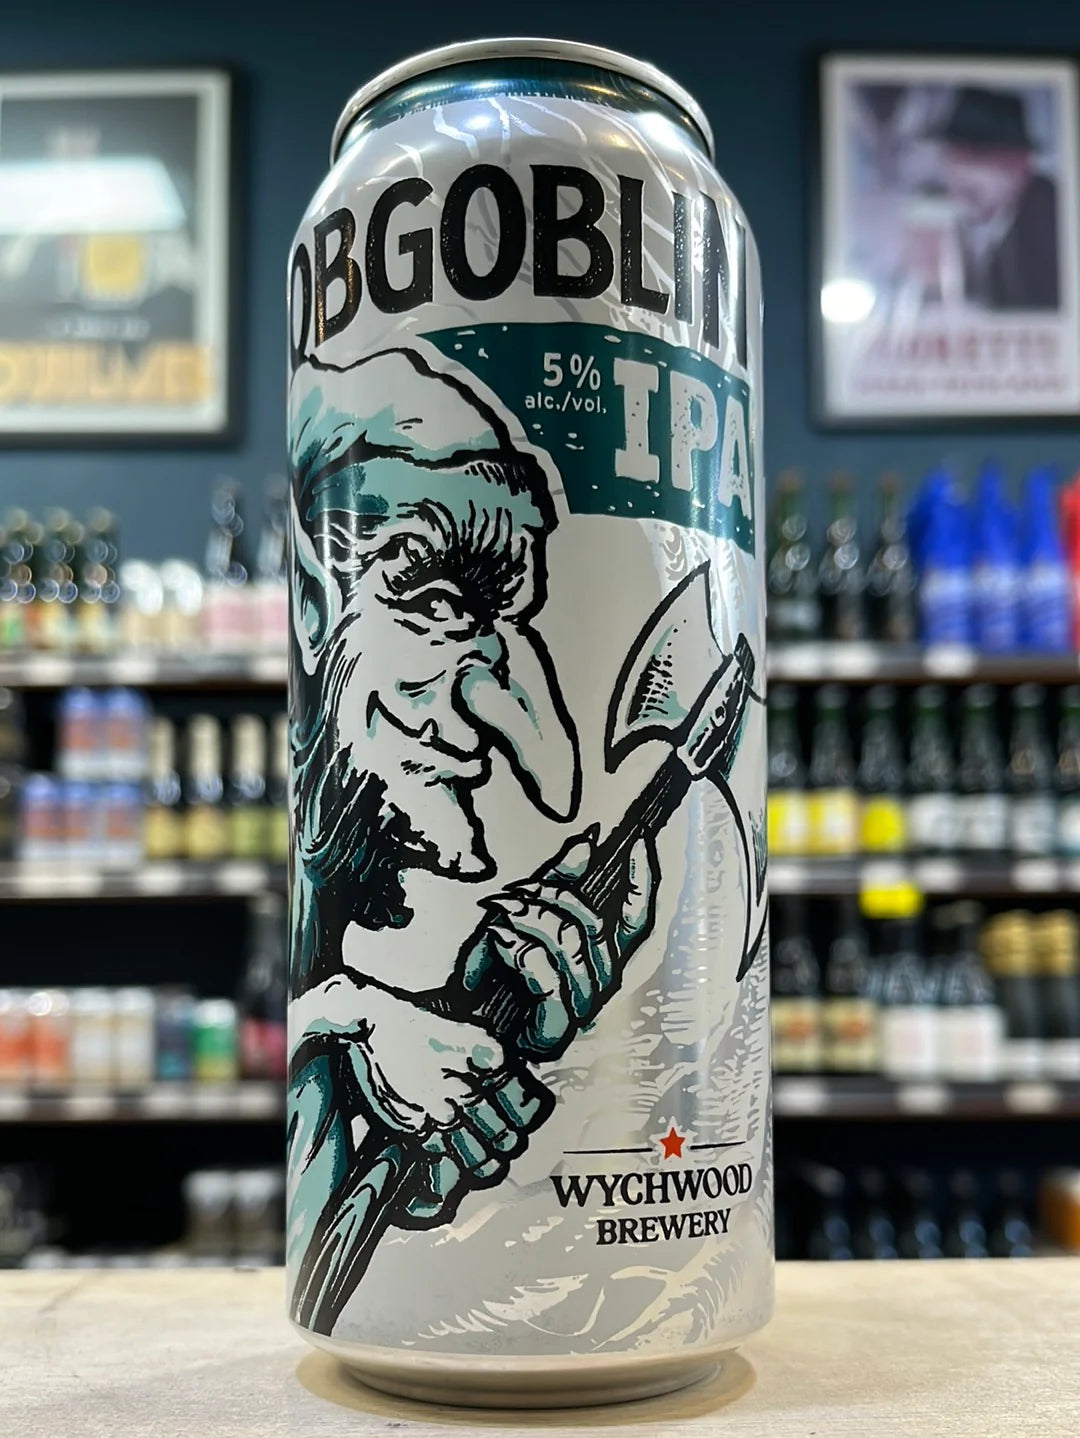 OBGOBLIN
5%
alc./vol.
IPA
WYCHWOOD
BREWERY